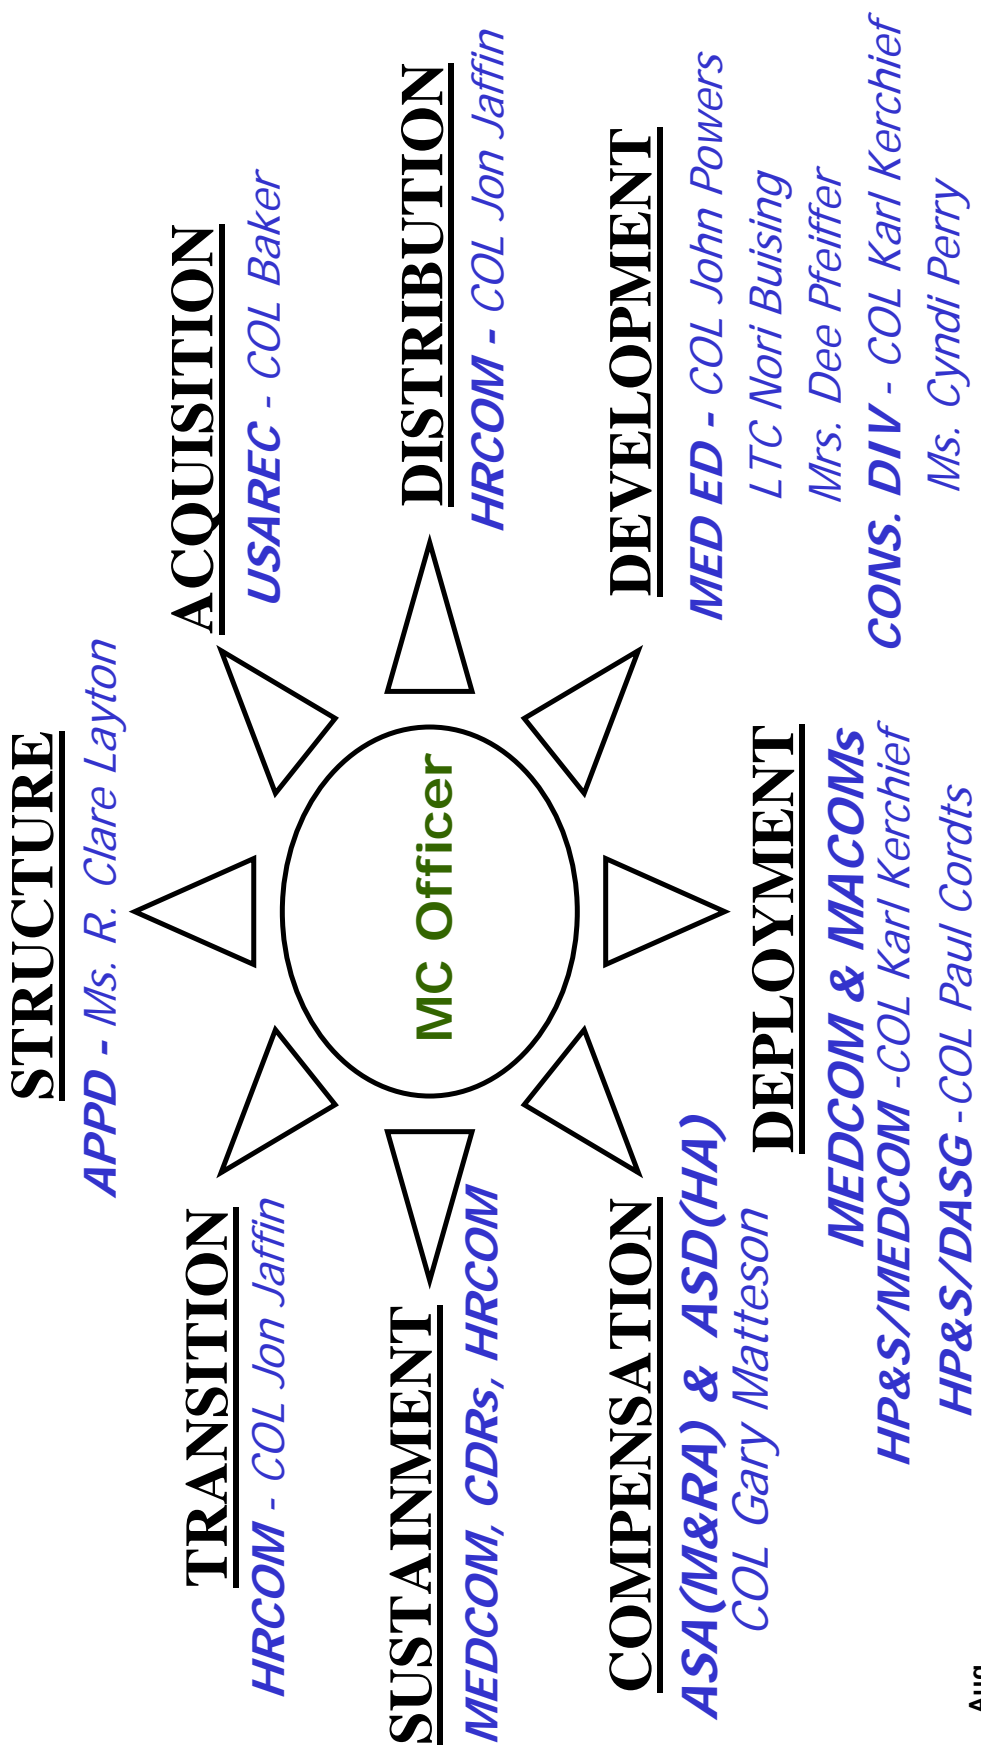 STRUCTURE
APPD - Ms. R. Clare Layton
TRANSITION
HRCOM - COL Jon Jaffin
ACQUISITION
USAREC - COL Baker
SUSTAINMENT
MEDCOM, CDRs, HRCOM
MC Officer
DISTRIBUTION
HRCOM - COL Jon Jaffin
COMPENSATION
ASA(M&RA) & ASD(HA)
COL Gary Matteson
DEVELOPMENT
MED ED - COL John Powers
LTC Nori Buising
Mrs. Dee Pfeiffer
CONS. DIV - COL Karl Kerchief
Ms. Cyndi Perry
DEPLOYMENT
MEDCOM & MACOMs
HP&S/MEDCOM -COL Karl Kerchief
HP&S/DASG -COL Paul Cordts
Aug